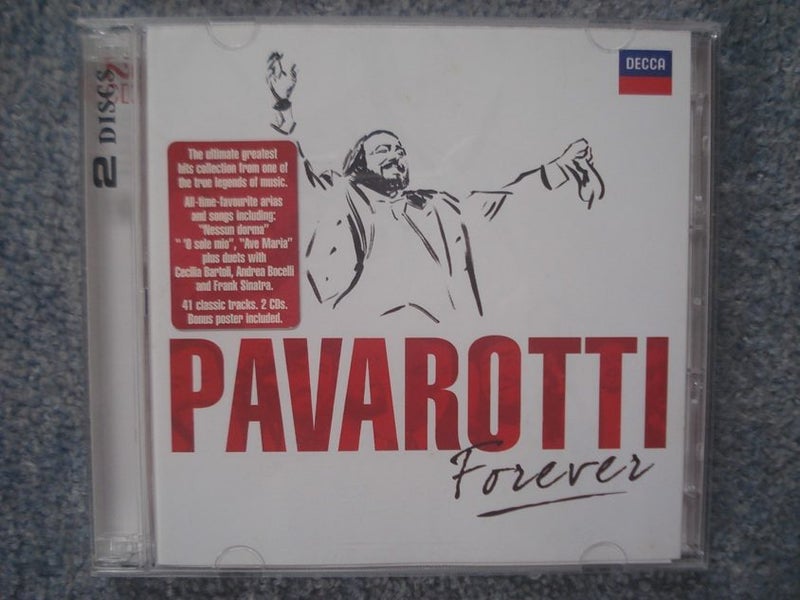 2 DISCS
DECCA
The ultimate greatest
hits collection from one of
the true legends of music.
All-time-favourite arias
and songs including:
"Nessun dorma"
" 'O sole mio", "Ave Maria"
plus duets with
Cecilia Bartoli, Andrea Bocelli
and Frank Sinatra.
41 classic tracks. 2 CDs.
Bonus poster included.
PAVAROTTI
Forever